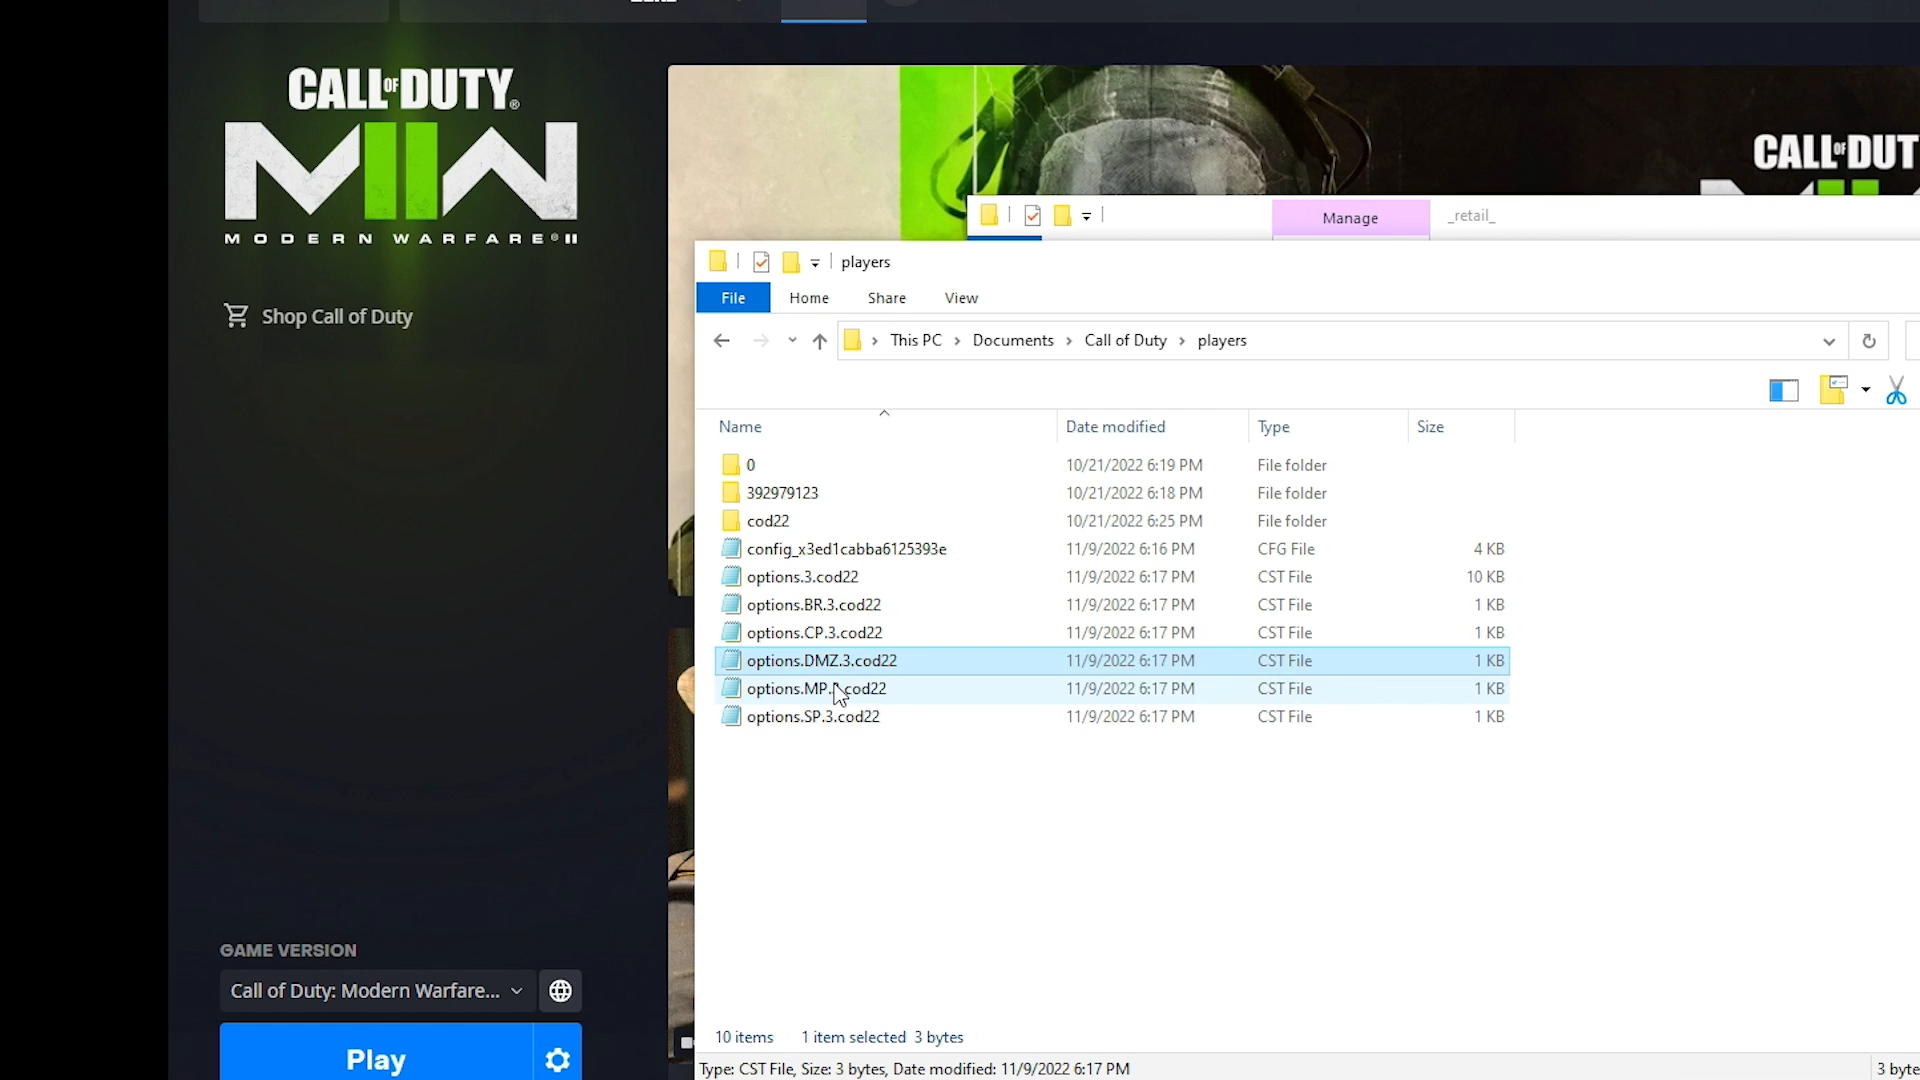 CALL OF DUTY®
MIIW
MODERN WARFARE® II
Shop Call of Duty
CALL OF DUT
Manage
_retail_
players
File
Home
Share
View
This PC > Documents > Call of Duty > players
Name
Date modified
Type
Size
0 10/21/2022 6:19 PM File folder
392979123 10/21/2022 6:18 PM File folder
cod22 10/21/2022 6:25 PM File folder
config_x3ed1cabba6125393e 11/9/2022 6:16 PM CFG File 4 KB
options.3.cod22 11/9/2022 6:17 PM CST File 10 KB
options.BR.3.cod22 11/9/2022 6:17 PM CST File 1 KB
options.CP.3.cod22 11/9/2022 6:17 PM CST File 1 KB
options.DMZ.3.cod22 11/9/2022 6:17 PM CST File 1 KB
options.MP.3.cod22 11/9/2022 6:17 PM CST File 1 KB
options.SP.3.cod22 11/9/2022 6:17 PM CST File 1 KB
GAME VERSION
Call of Duty: Modern Warfare...
Play
10 items 1 item selected 3 bytes
Type: CST File, Size: 3 bytes, Date modified: 11/9/2022 6:17 PM
3 byte